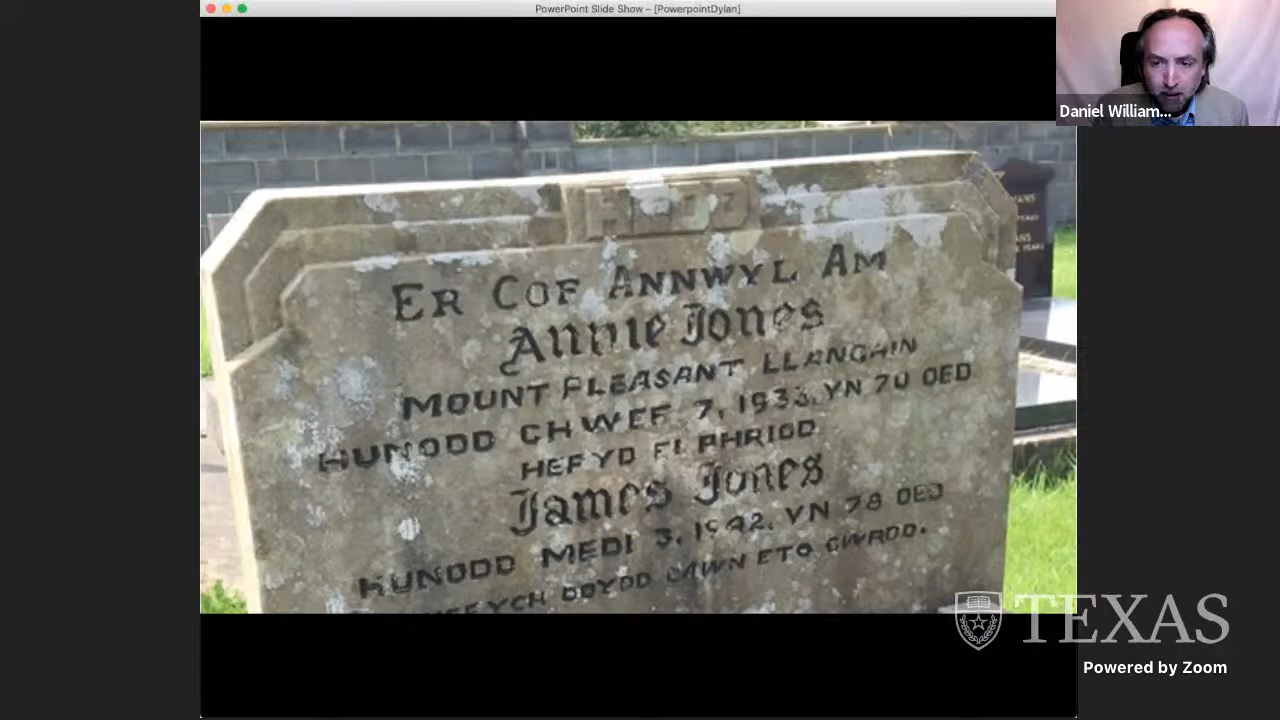 PowerPoint Slide Show – [PowerpointDylan]
Daniel William...
HEDD
ER COF ANNWYL AM
Annie Jones
MOUNT PLEASANT LLANGAIN
HUNODD CHWEF 7, 1933, YN 70 OED
HEFYD EI PHRIOD
James Jones
HUNODD MEDI 3, 1942, YN 78 OED
DDYDD CAWN ETO GWRDD.
TEXAS
Powered by Zoom